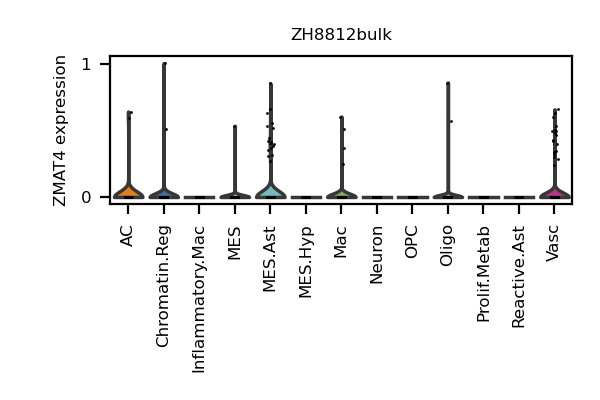 ZH8812bulk
ZMAT4 expression
1
0
AC
Chromatin.Reg
Inflammatory.Mac
MES
MES.Ast
MES.Hyp
Mac
Neuron
OPC
Oligo
Prolif.Metab
Reactive.Ast
Vasc